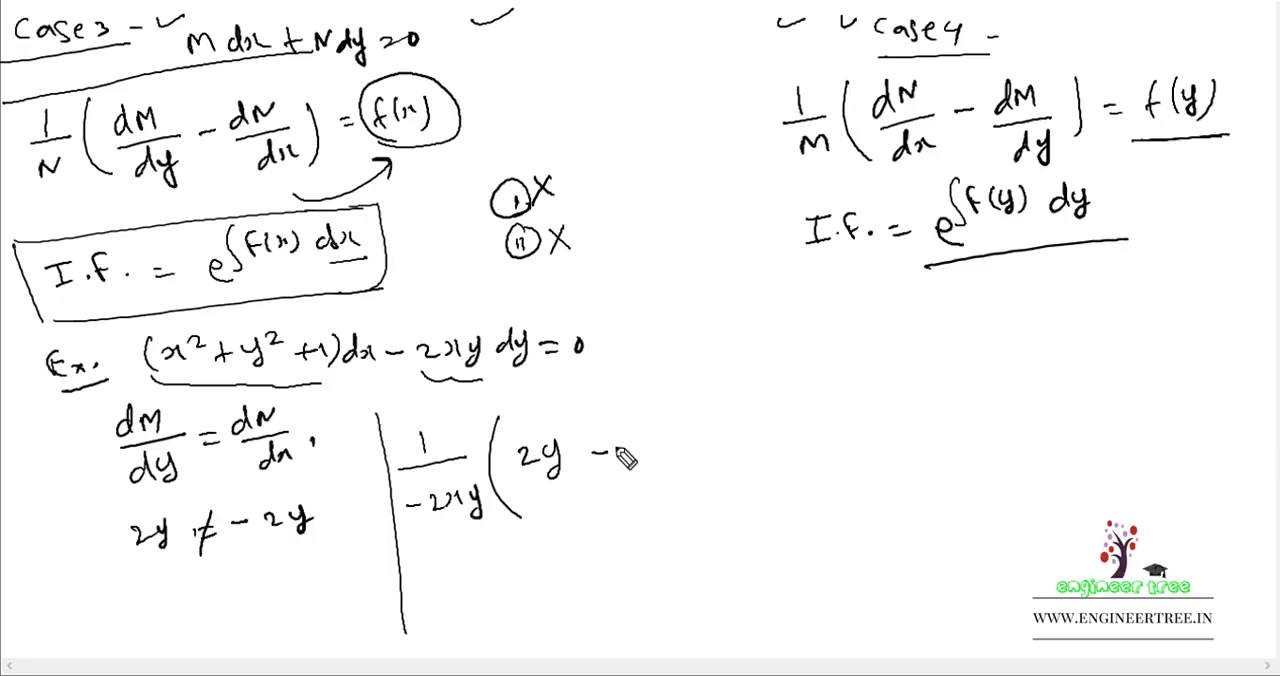 Case 3 - M dx + N dy = 0
1/N (dM/dy - dN/dx) = f(x)
I.F. = e^∫f(x) dx
I X
II X
Ex. (x² + y² + 1)dx - 2xy dy = 0
dM/dy = dN/dx,
2y ≠ - 2y
1/-2xy ( 2y -
Case 4 -
1/M (dN/dx - dM/dy) = f(y)
I.F. = e^∫f(y) dy
engineer tree
WWW.ENGINEERTREE.IN